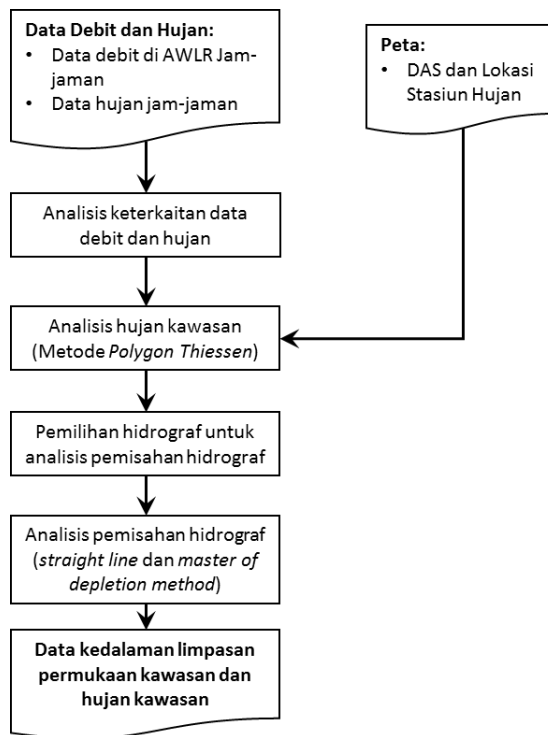 Data Debit dan Hujan:
• Data debit di AWLR Jam-
jaman
• Data hujan jam-jaman
Peta:
• DAS dan Lokasi
Stasiun Hujan
Analisis keterkaitan data
debit dan hujan
Analisis hujan kawasan
(Metode Polygon Thiessen)
Pemilihan hidrograf untuk
analisis pemisahan hidrograf
Analisis pemisahan hidrograf
(straight line dan master of
depletion method)
Data kedalaman limpasan
permukaan kawasan dan
hujan kawasan